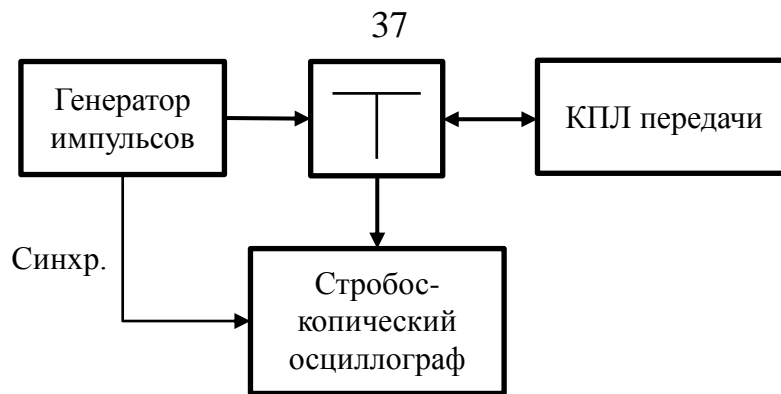 37
Генератор
импульсов
КПЛ передачи
Синхр.
Стробос-
копический
осциллограф